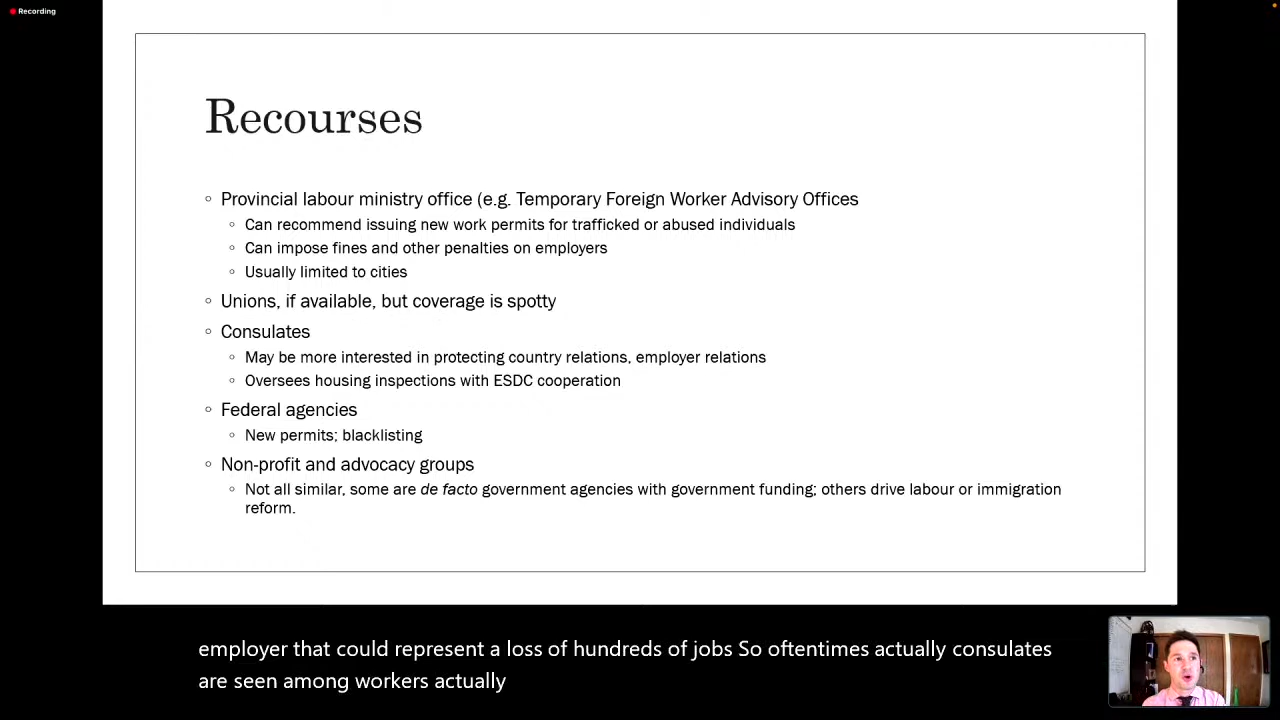 Recording
Recourses
Provincial labour ministry office (e.g. Temporary Foreign Worker Advisory Offices
Can recommend issuing new work permits for trafficked or abused individuals
Can impose fines and other penalties on employers
Usually limited to cities
Unions, if available, but coverage is spotty
Consulates
May be more interested in protecting country relations, employer relations
Oversees housing inspections with ESDC cooperation
Federal agencies
New permits; blacklisting
Non-profit and advocacy groups
Not all similar, some are de facto government agencies with government funding; others drive labour or immigration
reform.
employer that could represent a loss of hundreds of jobs So oftentimes actually consulates
are seen among workers actually